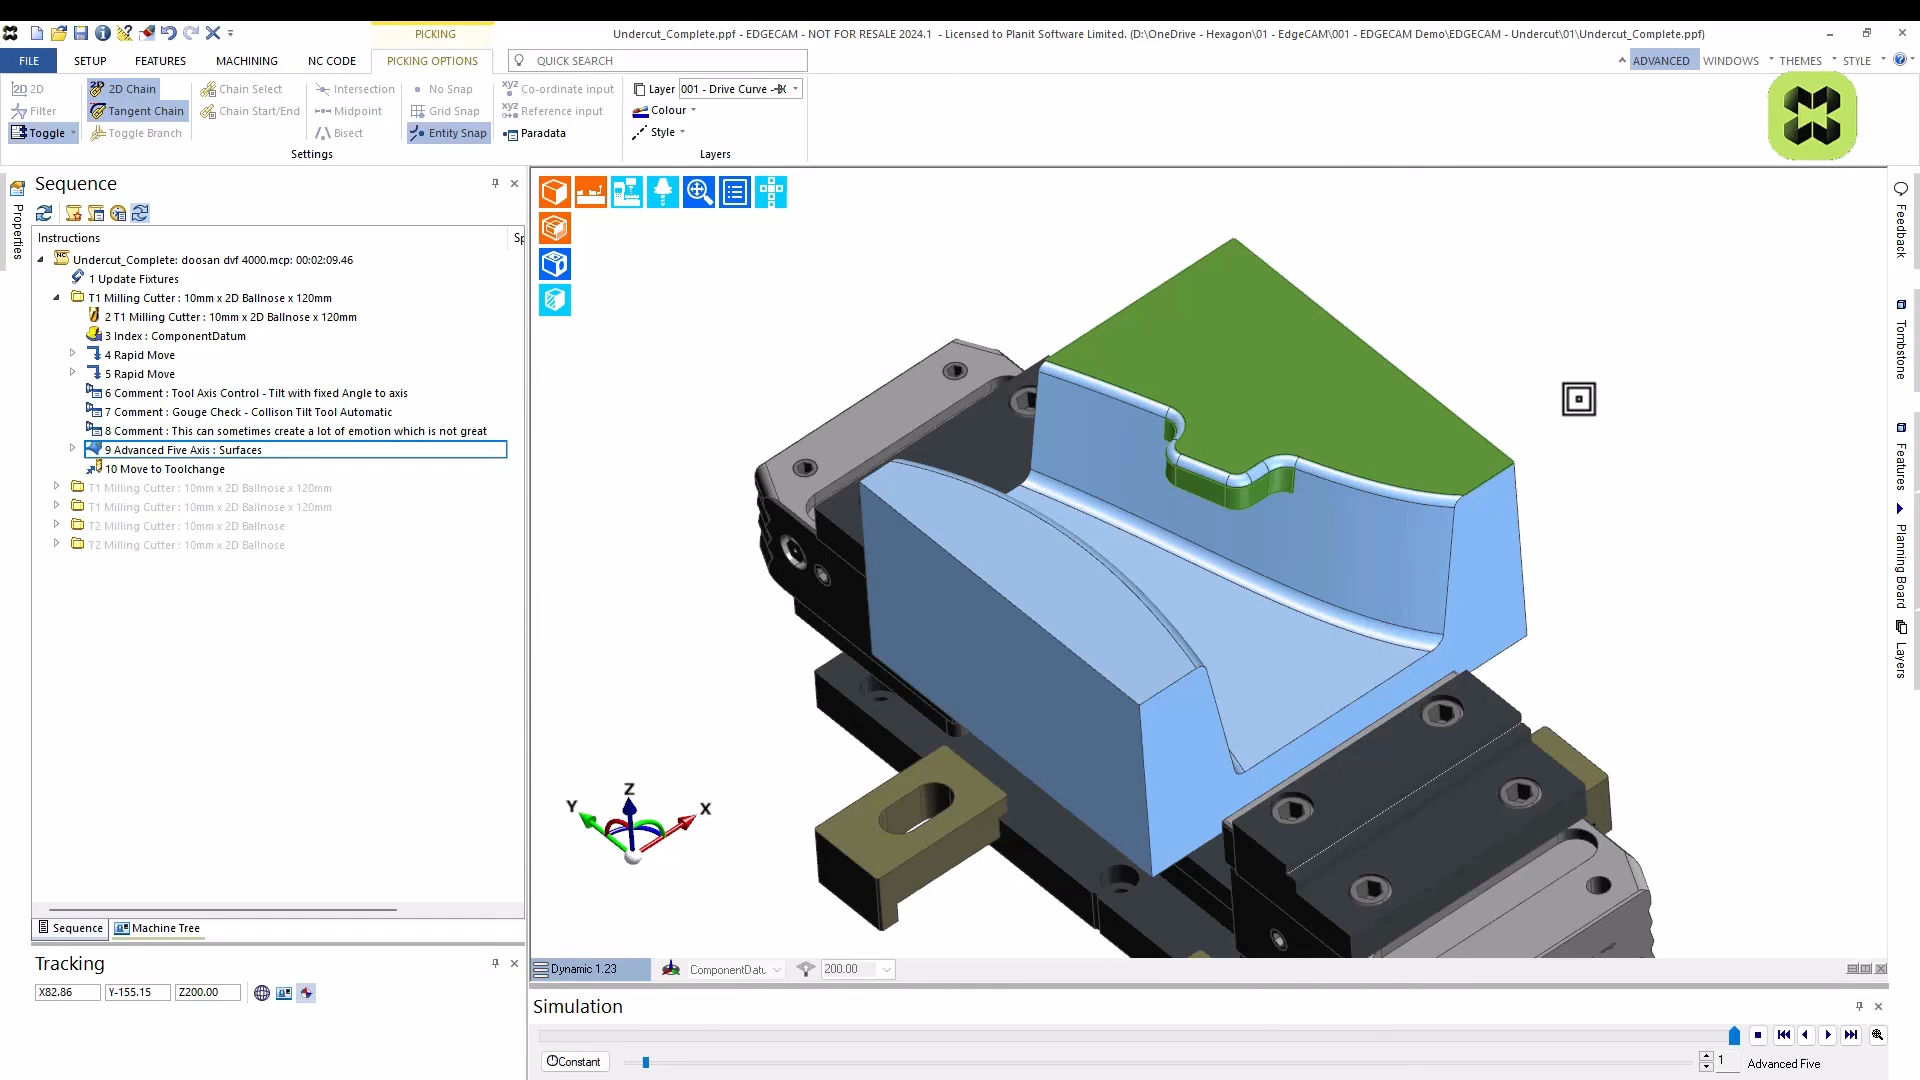 PICKING
Undercut_Complete.ppf - EDGECAM - NOT FOR RESALE 2024.1 - Licensed to Planit Software Limited. (D:\OneDrive - Hexagon\01 - EdgeCAM\001 - EDGECAM Demo\EDGECAM - Undercut\01\Undercut_Complete.ppf)
FILE SETUP FEATURES MACHINING NC CODE PICKING OPTIONS QUICK SEARCH ADVANCED WINDOWS THEMES STYLE
2D 2D Chain Chain Select Intersection No Snap Co-ordinate input Layer 001 - Drive Curve
Filter Tangent Chain Chain Start/End Midpoint Grid Snap Reference input Colour
Toggle Toggle Branch Bisect Entity Snap Paradata Style
Settings Layers
Sequence
Properties
Instructions Sp
Undercut_Complete: doosan dvf 4000.mcp: 00:02:09.46
1 Update Fixtures
T1 Milling Cutter : 10mm x 2D Ballnose x 120mm
2 T1 Milling Cutter : 10mm x 2D Ballnose x 120mm
3 Index : ComponentDatum
4 Rapid Move
5 Rapid Move
6 Comment : Tool Axis Control - Tilt with fixed Angle to axis
7 Comment : Gouge Check - Collison Tilt Tool Automatic
8 Comment : This can sometimes create a lot of emotion which is not great
9 Advanced Five Axis : Surfaces
10 Move to Toolchange
T1 Milling Cutter : 10mm x 2D Ballnose x 120mm
T1 Milling Cutter : 10mm x 2D Ballnose x 120mm
T2 Milling Cutter : 10mm x 2D Ballnose
T2 Milling Cutter : 10mm x 2D Ballnose
Sequence Machine Tree
Tracking
X82.86 Y-155.15 Z200.00
Z
Y
X
Dynamic 1.23 ComponentDatu 200.00
Simulation
Constant 1 Advanced Five
Feedback
Tombstone
Features
Planning Board
Layers